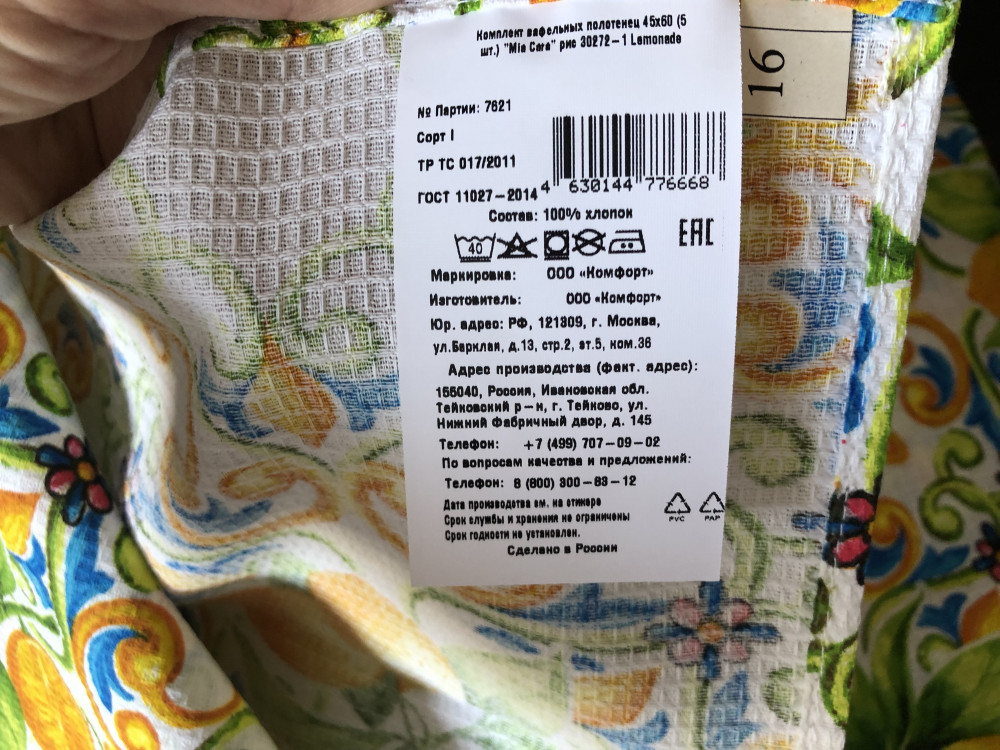 Комплект вафельных полотенец 45х60 (5
шт.) "Mia Cara" рис 30272-1 Lemonade
16
№ Партии: 7621
Сорт I
ТР ТС 017/2011
ГОСТ 11027-2014
4 630144 776668
Состав: 100% хлопок
40
EAC
Маркировка: ООО «Комфорт»
Изготовитель: ООО «Комфорт»
Юр. адрес: РФ, 121309, г. Москва,
ул.Барклая, д.13, стр.2, эт.5, ком.36
Адрес производства (факт. адрес):
155040, Россия, Ивановская обл.
Тейковский р-н, г. Тейково, ул.
Нижний Фабричный двор, д. 145
Телефон: +7 (499) 707-09-02
По вопросам качества и предложений:
Телефон: 8 (800) 300-83-12
Дата производства см. на стикере
Срок службы и хранения не ограничены
Срок годности не установлен.
PVC PAP
Сделано в России